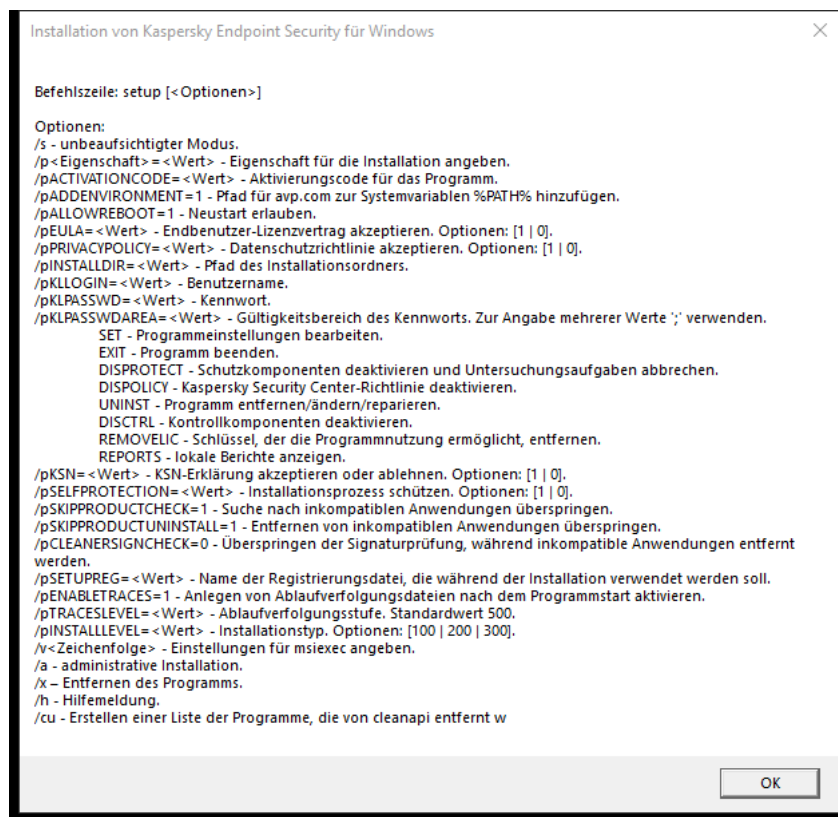 Installation von Kaspersky Endpoint Security für Windows
Befehlszeile: setup [<Optionen>]
Optionen:
/s - unbeaufsichtigter Modus.
/p<Eigenschaft>=<Wert> - Eigenschaft für die Installation angeben.
/pACTIVATIONCODE=<Wert> - Aktivierungscode für das Programm.
/pADDENVIRONMENT=1 - Pfad für avp.com zur Systemvariablen %PATH% hinzufügen.
/pALLOWREBOOT=1 - Neustart erlauben.
/pEULA=<Wert> - Endbenutzer-Lizenzvertrag akzeptieren. Optionen: [1 | 0].
/pPRIVACYPOLICY=<Wert> - Datenschutzrichtlinie akzeptieren. Optionen: [1 | 0].
/pINSTALLDIR=<Wert> - Pfad des Installationsordners.
/pKLLOGIN=<Wert> - Benutzername.
/pKLPASSWD=<Wert> - Kennwort.
/pKLPASSWDAREA=<Wert> - Gültigkeitsbereich des Kennworts. Zur Angabe mehrerer Werte ';' verwenden.
SET - Programmeinstellungen bearbeiten.
EXIT - Programm beenden.
DISPROTECT - Schutzkomponenten deaktivieren und Untersuchungsaufgaben abbrechen.
DISPOLICY - Kaspersky Security Center-Richtlinie deaktivieren.
UNINST - Programm entfernen/ändern/reparieren.
DISCTRL - Kontrollkomponenten deaktivieren.
REMOVELIC - Schlüssel, der die Programmnutzung ermöglicht, entfernen.
REPORTS - lokale Berichte anzeigen.
/pKSN=<Wert> - KSN-Erklärung akzeptieren oder ablehnen. Optionen: [1 | 0].
/pSELFPROTECTION=<Wert> - Installationsprozess schützen. Optionen: [1 | 0].
/pSKIPPRODUCTCHECK=1 - Suche nach inkompatiblen Anwendungen überspringen.
/pSKIPPRODUCTUNINSTALL=1 - Entfernen von inkompatiblen Anwendungen überspringen.
/pCLEANERSIGNCHECK=0 - Überspringen der Signaturprüfung, während inkompatible Anwendungen entfernt
werden.
/pSETUPREG=<Wert> - Name der Registrierungsdatei, die während der Installation verwendet werden soll.
/pENABLETRACES=1 - Anlegen von Ablaufverfolgungsdateien nach dem Programmstart aktivieren.
/pTRACESLEVEL=<Wert> - Ablaufverfolgungsstufe. Standardwert 500.
/pINSTALLLEVEL=<Wert> - Installationstyp. Optionen: [100 | 200 | 300].
/v<Zeichenfolge> - Einstellungen für msiexec angeben.
/a - administrative Installation.
/x – Entfernen des Programms.
/h - Hilfemeldung.
/cu - Erstellen einer Liste der Programme, die von cleanapi entfernt w
OK